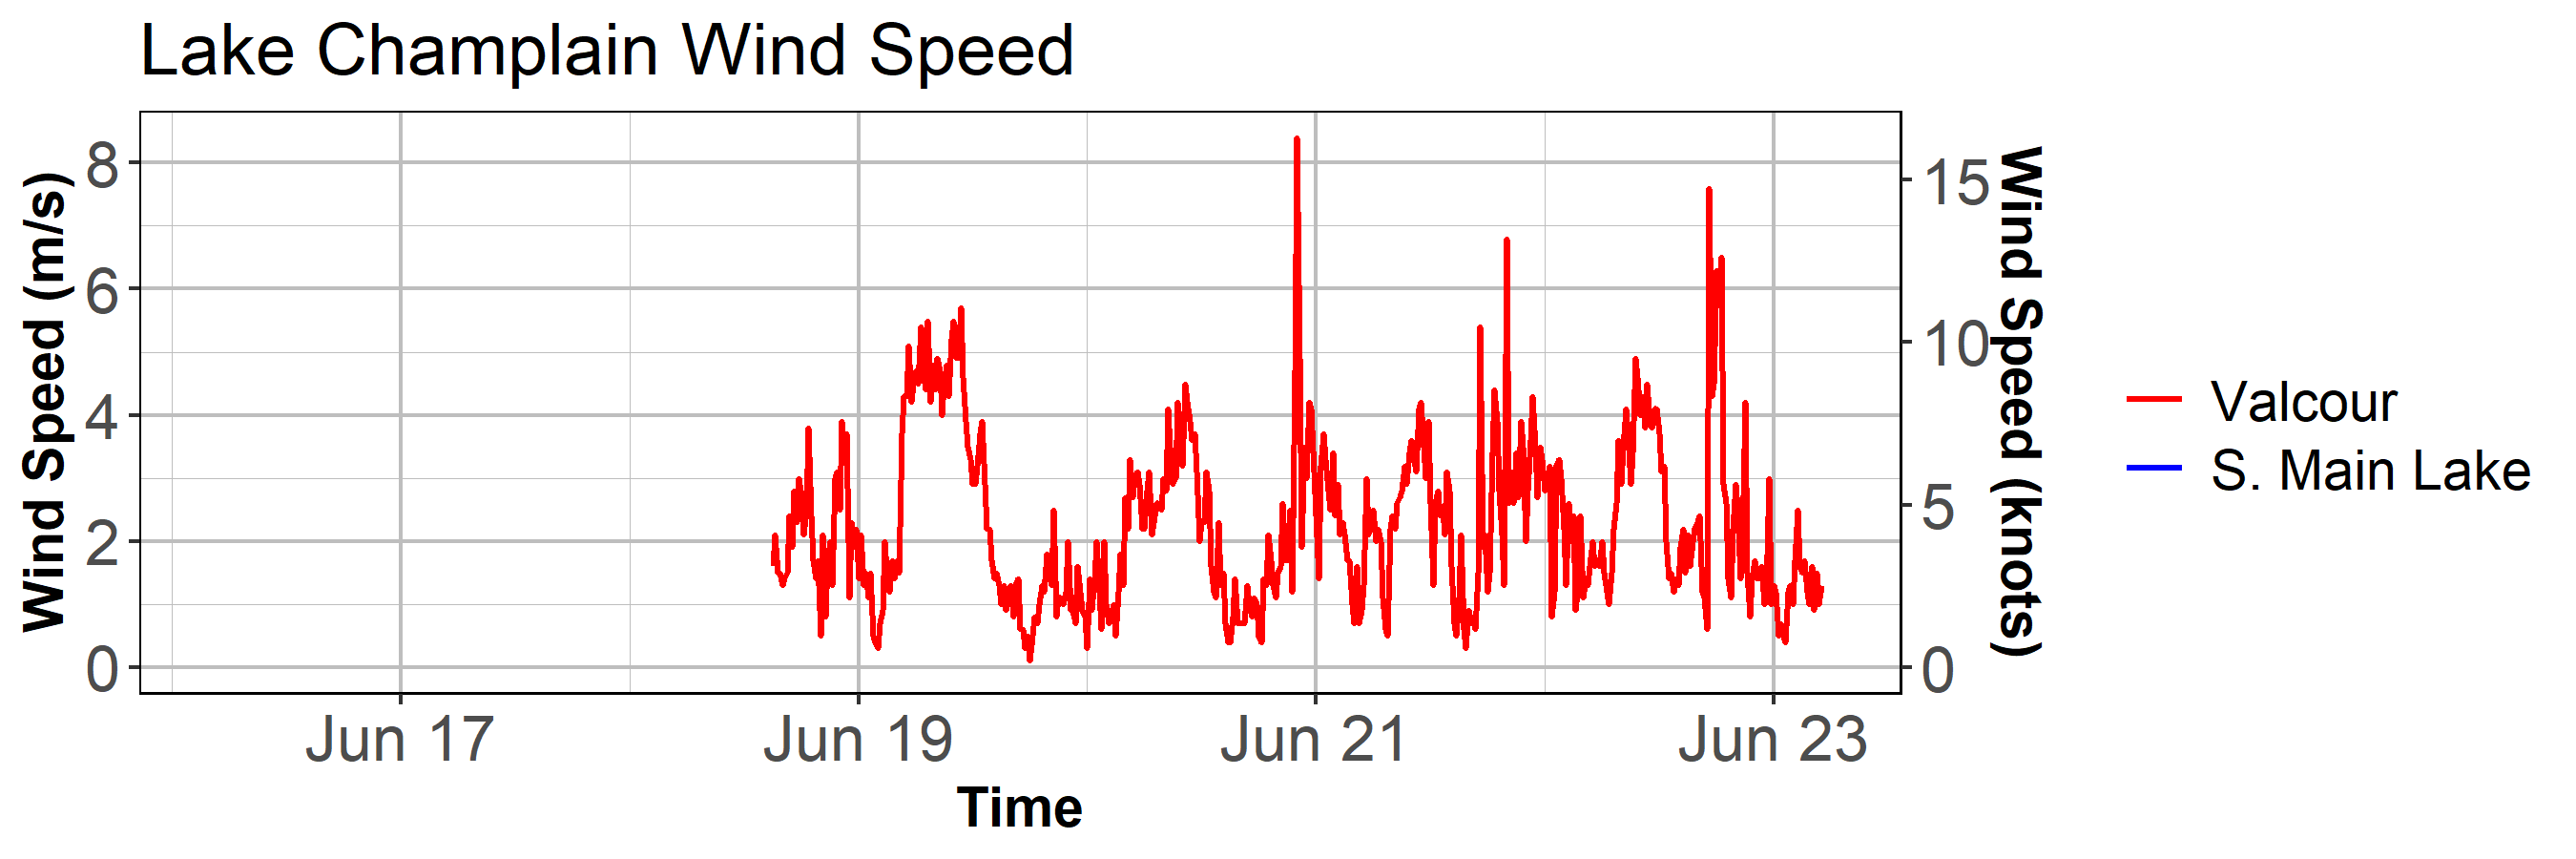 Lake Champlain Wind Speed
Wind Speed (m/s)
8
6
4
2
0
15
10
5
0
Wind Speed (knots)
Jun 17
Jun 19
Jun 21
Jun 23
Time
Valcour
S. Main Lake